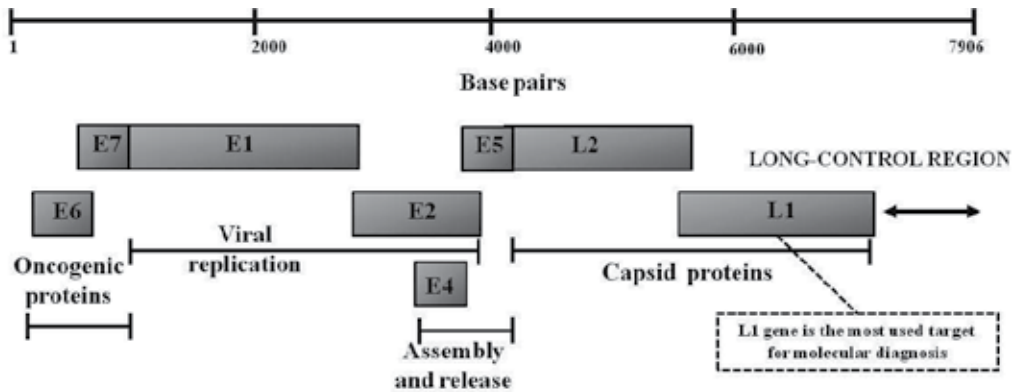 1 2000 4000 6000 7906
Base pairs
E7 E1 E5 L2
LONG-CONTROL REGION
E6 E2 L1
Viral
replication
Oncogenic
proteins
Capsid proteins
E4
L1 gene is the most used target
for molecular diagnosis
Assembly
and release